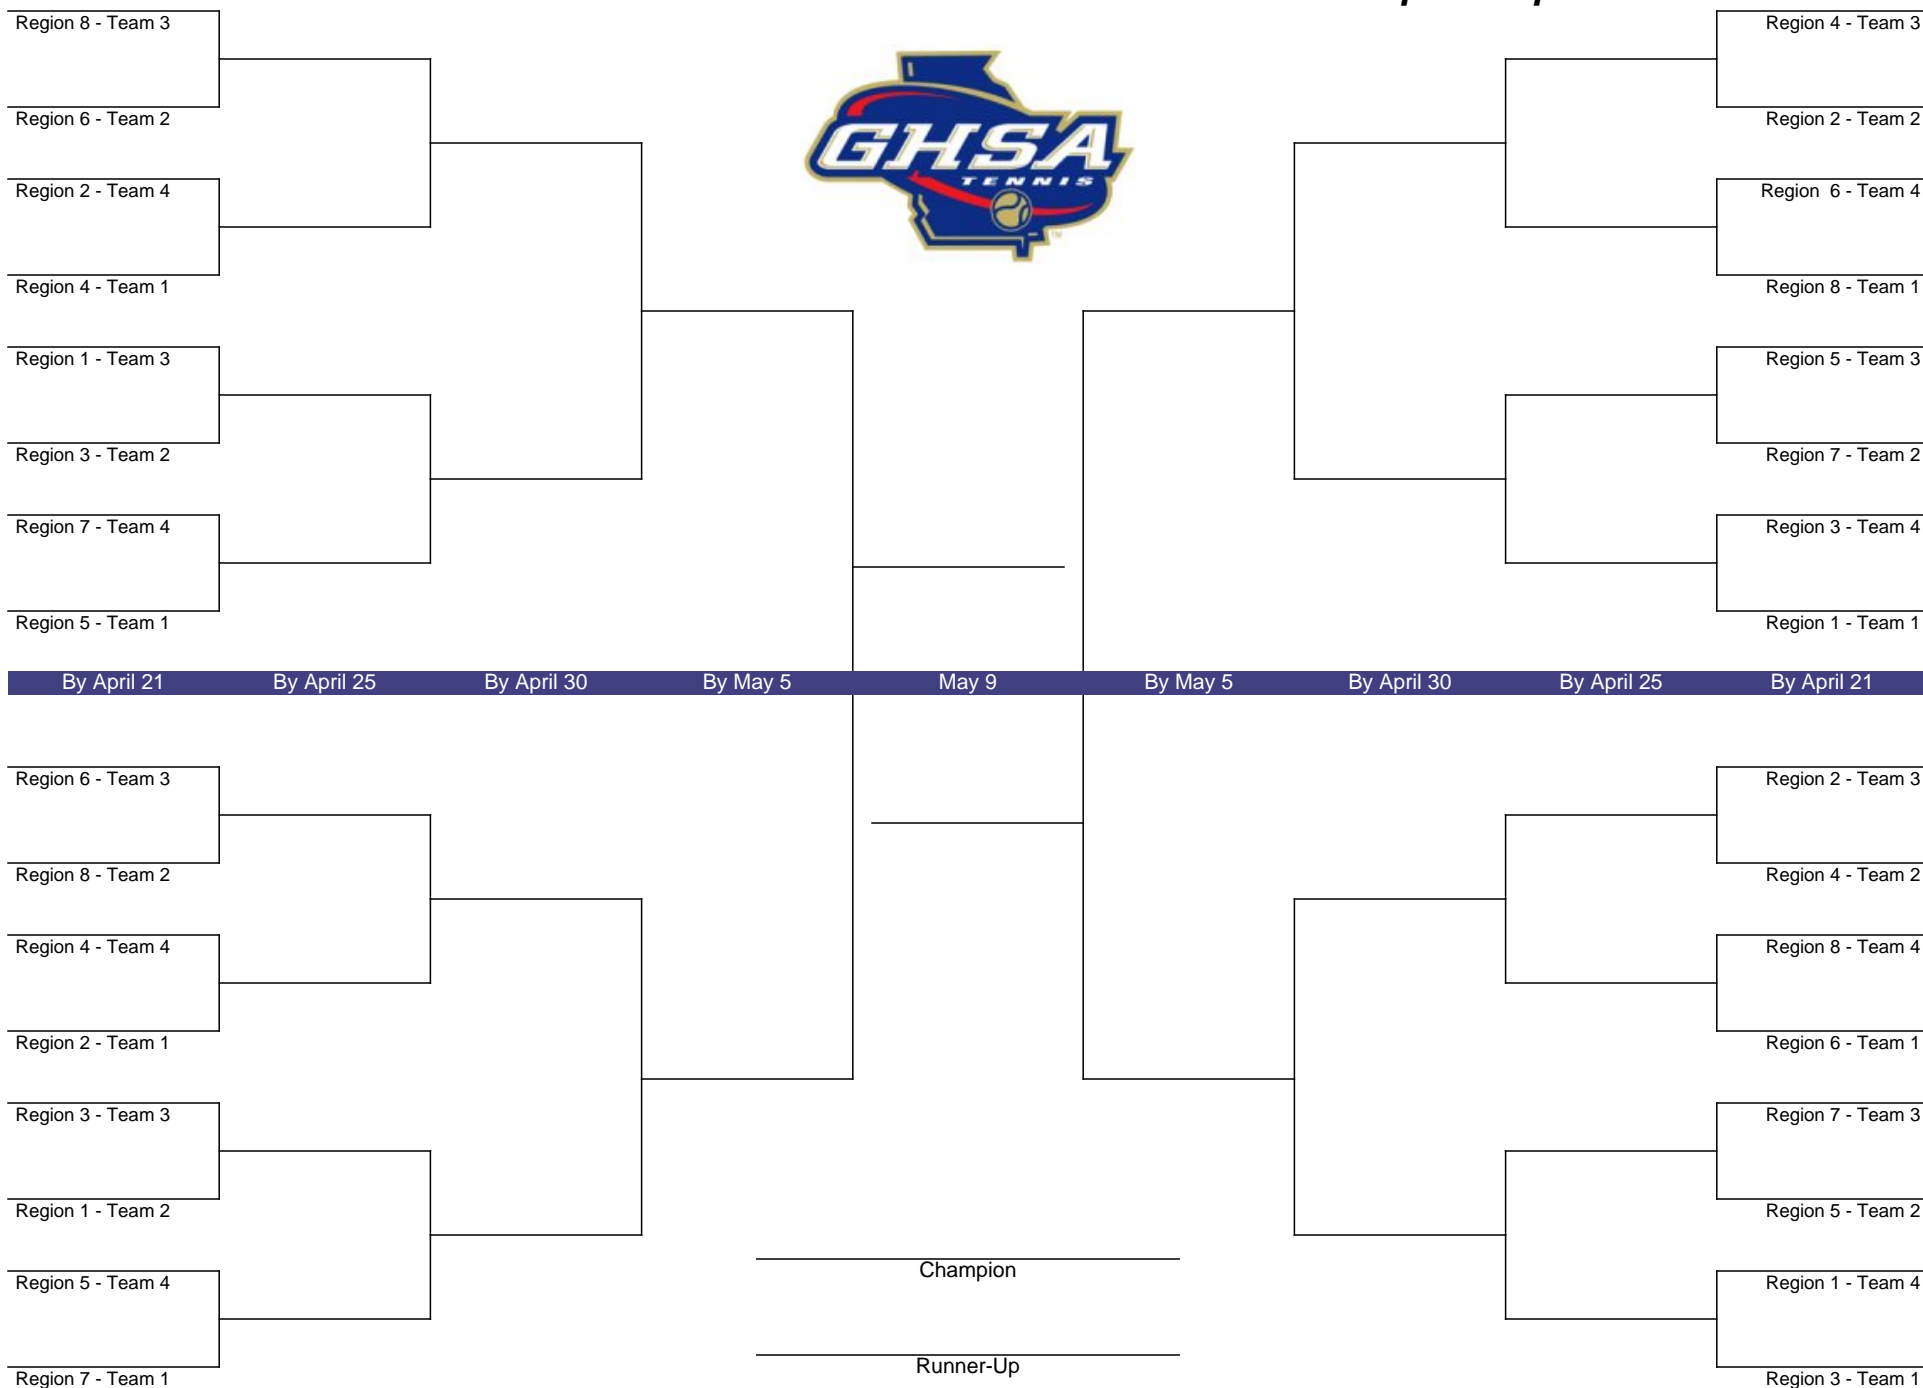 Region 8 - Team 3
Region 6 - Team 2
Region 2 - Team 4
Region 4 - Team 1
Region 1 - Team 3
Region 3 - Team 2
Region 7 - Team 4
Region 5 - Team 1
GHSA
TENNIS
TM
Region 4 - Team 3
Region 2 - Team 2
Region  6 - Team 4
Region 8 - Team 1
Region 5 - Team 3
Region 7 - Team 2
Region 3 - Team 4
Region 1 - Team 1
By April 21 By April 25 By April 30 By May 5 May 9 By May 5 By April 30 By April 25 By April 21
Region 6 - Team 3
Region 8 - Team 2
Region 4 - Team 4
Region 2 - Team 1
Region 3 - Team 3
Region 1 - Team 2
Region 5 - Team 4
Region 7 - Team 1
Champion
Runner-Up
Region 2 - Team 3
Region 4 - Team 2
Region 8 - Team 4
Region 6 - Team 1
Region 7 - Team 3
Region 5 - Team 2
Region 1 - Team 4
Region 3 - Team 1